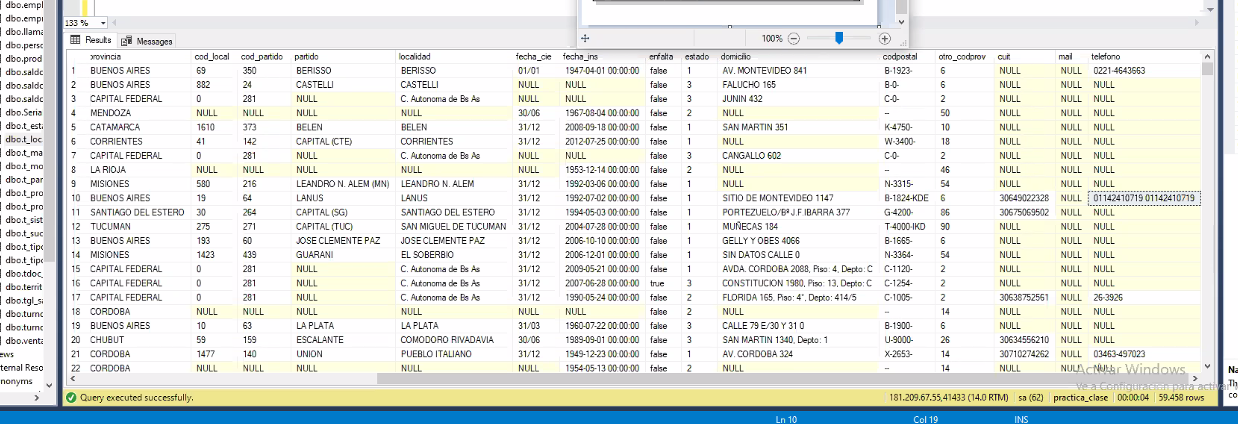 dbo.empl
dbo.empr
dbo.llama
dbo.perso
dbo.prod
dbo.saldo
dbo.saldc
dbo.saldc
dbo.Seria
dbo.t_esta
dbo.t_loc
dbo.t_ma
dbo.t_mo
dbo.t_par
dbo.t_pro
dbo.t_pro
dbo.t_sist
dbo.t_suc
dbo.t_tipo
dbo.t_tipo
dbo.tdoc_
dbo.territ
dbo.tgl_sa
dbo.turno
dbo.turno
dbo.venta
ews
ternal Reso
nonyms
133 %
100%
Results Messages
provincia cod_local cod_partido partido localidad fecha_cie fecha_ins enfalta estado domicilio codpostal otro_codprov cuit mail telefono
1 BUENOS AIRES 69 350 BERISSO BERISSO 01/01 1947-04-01 00:00:00 false 1 AV. MONTEVIDEO 841 B-1923- 6 NULL NULL 0221-4643663
2 BUENOS AIRES 882 24 CASTELLI CASTELLI NULL NULL false 3 FALUCHO 165 B-0- 6 NULL NULL NULL
3 CAPITAL FEDERAL 0 281 NULL C. Autonoma de Bs As NULL NULL false 3 JUNIN 432 C-0- 2 NULL NULL NULL
4 MENDOZA NULL NULL NULL NULL 30/06 1967-08-04 00:00:00 false 2 NULL -- 50 NULL NULL NULL
5 CATAMARCA 1610 373 BELEN BELEN 31/12 2008-09-18 00:00:00 false 1 SAN MARTIN 351 K-4750- 10 NULL NULL NULL
6 CORRIENTES 41 142 CAPITAL (CTE) CORRIENTES 31/12 2012-07-25 00:00:00 false 1 NULL W-3400- 18 NULL NULL NULL
7 CAPITAL FEDERAL 0 281 NULL C. Autonoma de Bs As NULL NULL false 3 CANGALLO 602 C-0- 2 NULL NULL NULL
8 LA RIOJA NULL NULL NULL NULL 31/12 1953-12-14 00:00:00 false 2 NULL -- 46 NULL NULL NULL
9 MISIONES 580 216 LEANDRO N. ALEM (MN) LEANDRO N. ALEM 31/12 1992-03-06 00:00:00 false 1 NULL N-3315- 54 NULL NULL NULL
10 BUENOS AIRES 19 64 LANUS LANUS 31/12 1992-07-02 00:00:00 false 1 SITIO DE MONTEVIDEO 1147 B-1824-KDE 6 30649022328 NULL 01142410719 01142410719
11 SANTIAGO DEL ESTERO 30 264 CAPITAL (SG) SANTIAGO DEL ESTERO 31/12 1994-05-03 00:00:00 false 1 PORTEZUELO/Bª J.F.IBARRA 377 G-4200- 86 30675069502 NULL NULL
12 TUCUMAN 275 271 CAPITAL (TUC) SAN MIGUEL DE TUCUMAN 31/12 2004-07-28 00:00:00 false 1 MUÑECAS 184 T-4000-IKD 90 NULL NULL NULL
13 BUENOS AIRES 193 60 JOSE CLEMENTE PAZ JOSE CLEMENTE PAZ 31/12 2006-10-10 00:00:00 false 1 GELLY Y OBES 4066 B-1665- 6 NULL NULL NULL
14 MISIONES 1423 439 GUARANI EL SOBERBIO 31/12 2006-12-01 00:00:00 false 1 SIN DATOS CALLE 0 N-3364- 54 NULL NULL NULL
15 CAPITAL FEDERAL 0 281 NULL C. Autonoma de Bs As 31/12 2009-05-21 00:00:00 false 1 AVDA. CORDOBA 2088, Piso: 4, Depto: C C-1120- 2 NULL NULL NULL
16 CAPITAL FEDERAL 0 281 NULL C. Autonoma de Bs As 31/12 2007-06-28 00:00:00 true 3 CONSTITUCION 1980, Piso: 13, Depto: C C-1254- 2 NULL NULL NULL
17 CAPITAL FEDERAL 0 281 NULL C. Autonoma de Bs As 31/12 1990-05-24 00:00:00 false 2 FLORIDA 165, Piso: 4°, Depto: 414/5 C-1005- 2 30638752561 NULL 26-3926
18 CORDOBA NULL NULL NULL NULL NULL NULL false 2 NULL -- 14 NULL NULL NULL
19 BUENOS AIRES 10 63 LA PLATA LA PLATA 31/03 1960-07-22 00:00:00 false 3 CALLE 79 E/30 Y 31 0 B-1900- 6 NULL NULL NULL
20 CHUBUT 59 159 ESCALANTE COMODORO RIVADAVIA 30/06 1989-09-01 00:00:00 false 3 SAN MARTIN 1340, Depto: 1 U-9000- 26 30634556210 NULL NULL
21 CORDOBA 1477 140 UNION PUEBLO ITALIANO 31/12 1949-12-23 00:00:00 false 1 AV. CORDOBA 324 X-2653- 14 30710274262 NULL 03463-497023
22 CORDOBA NULL NULL NULL NULL 31/12 1954-05-13 00:00:00 false 2 NULL -- 14 NULL NULL NULL
Activar Windows
Ve a Configuración para activar
Na
Th
co
Query executed successfully. 181.209.67.55,41433 (14.0 RTM) sa (62) practica_clase 00:00:04 59.458 rows
Ln 10 Col 19 INS